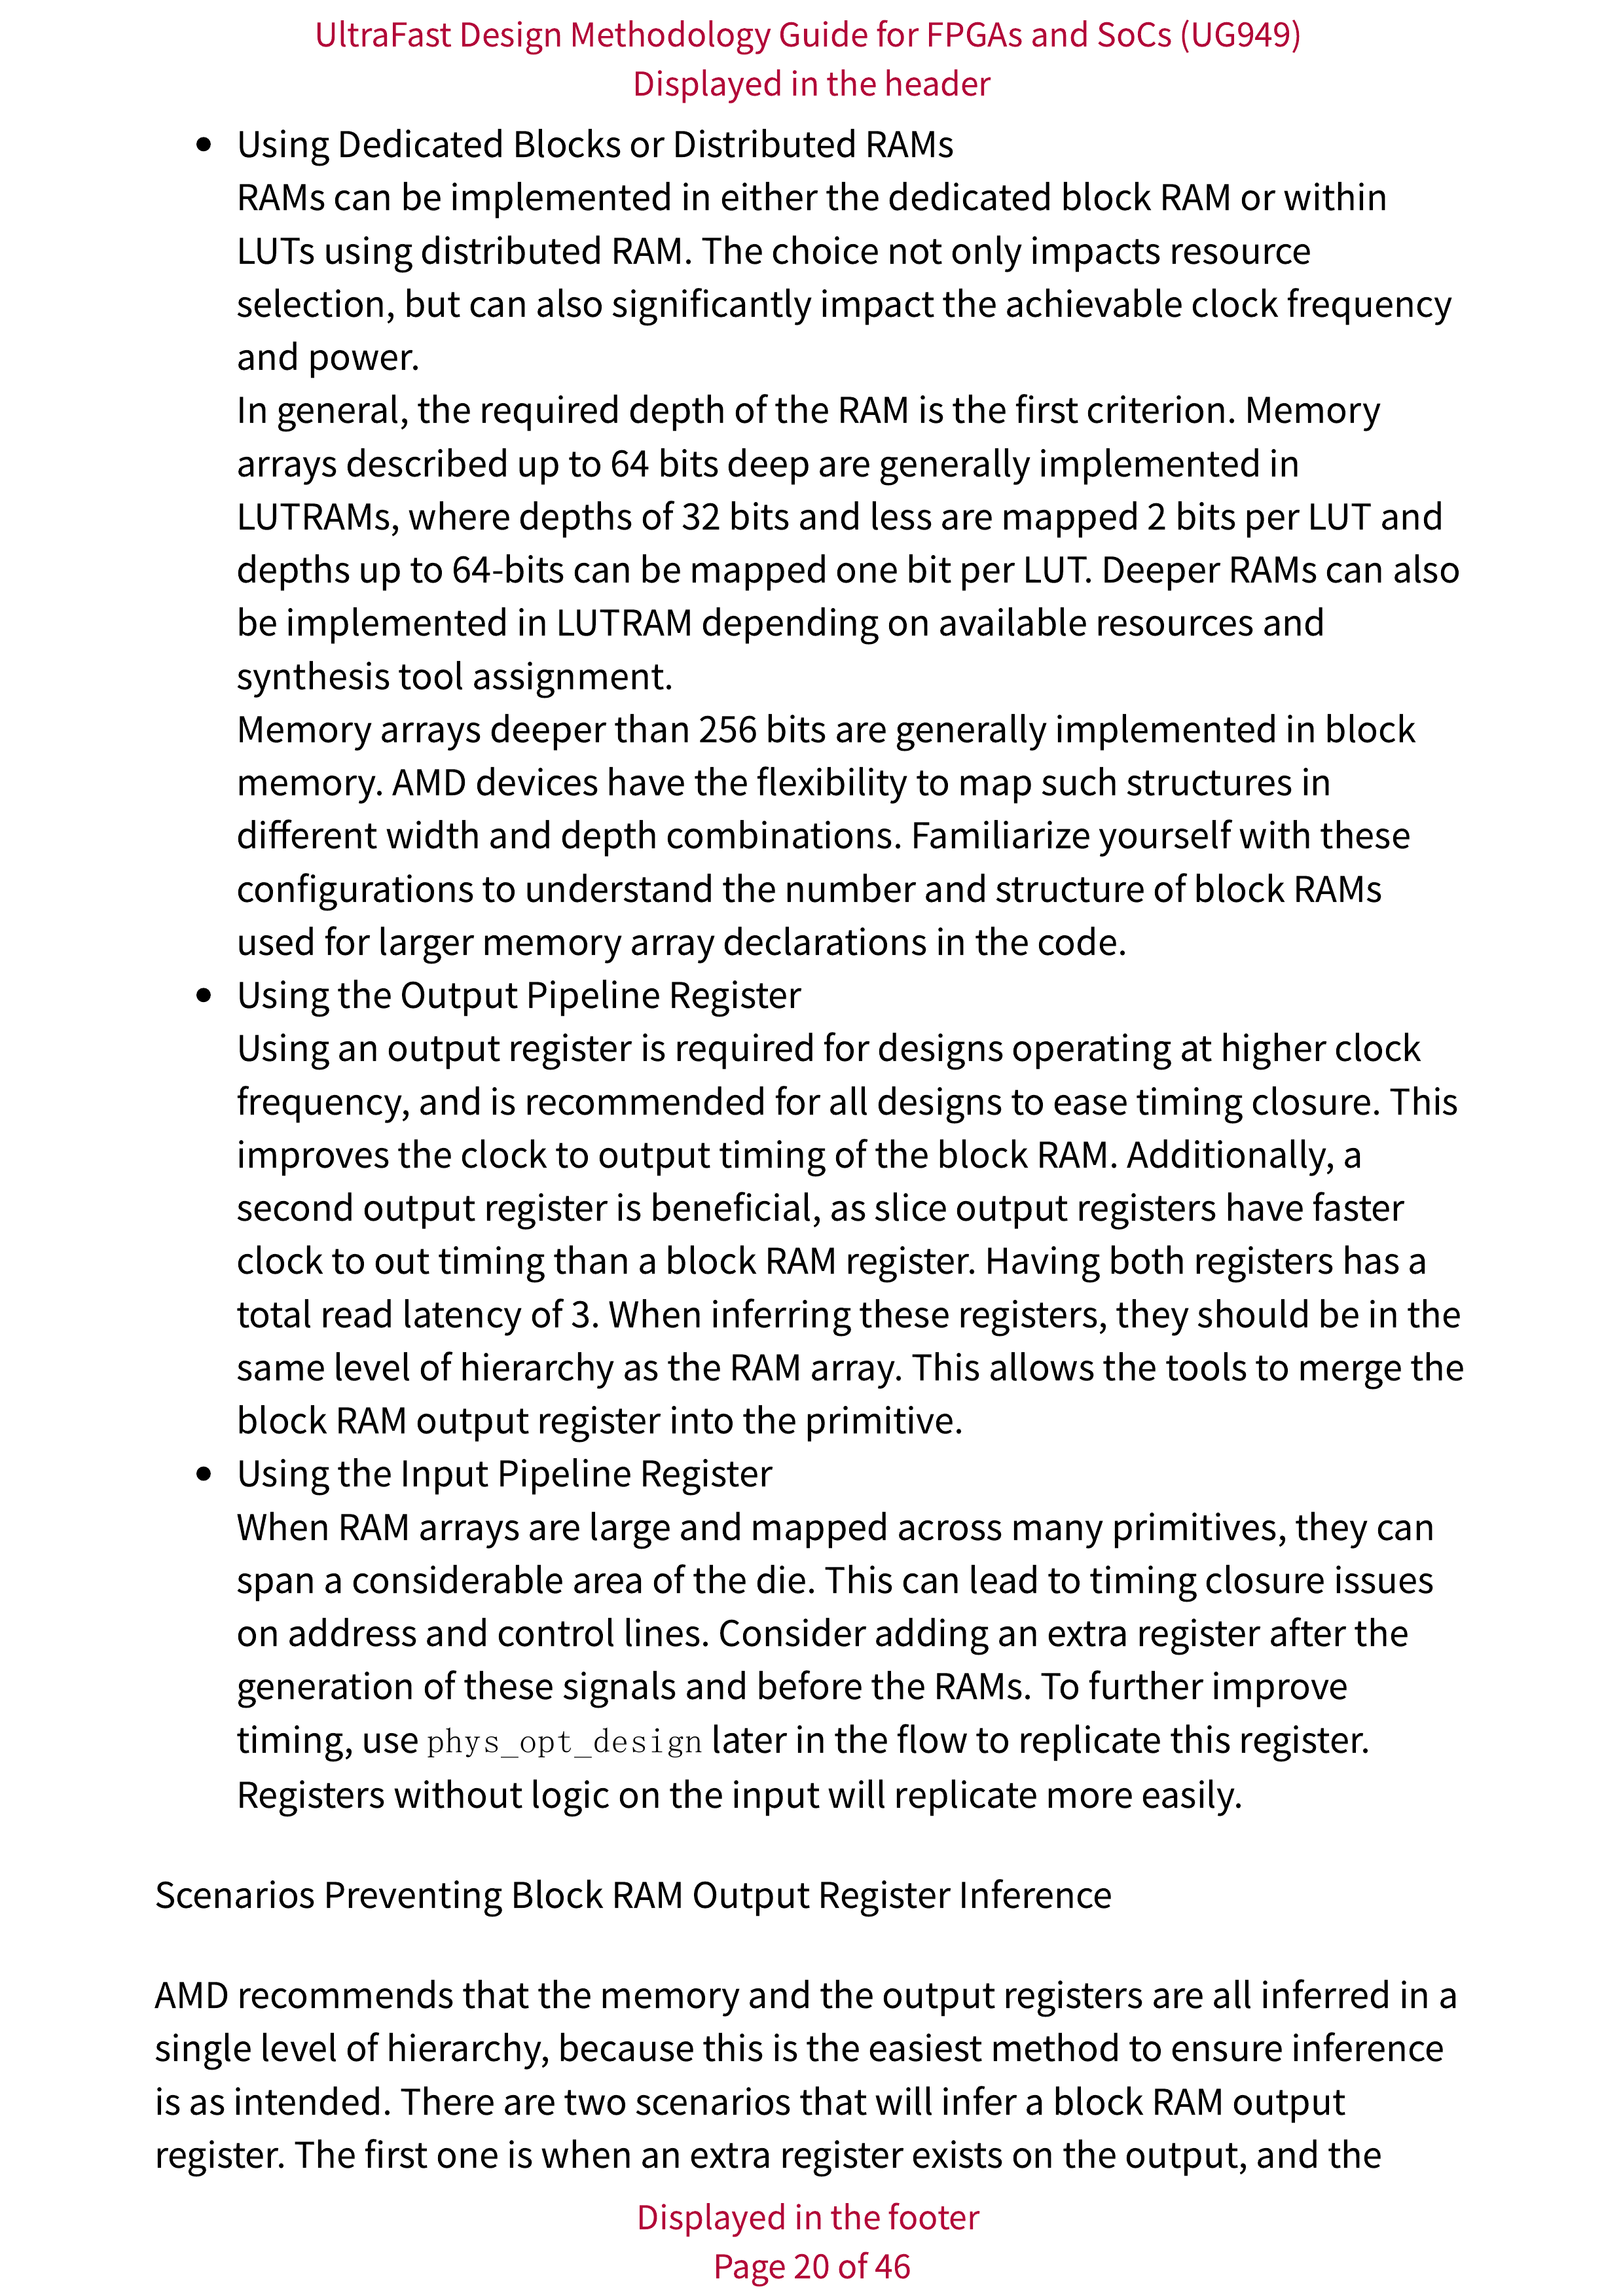 UltraFast Design Methodology Guide for FPGAs and SoCs (UG949)
Displayed in the header
• Using Dedicated Blocks or Distributed RAMs
RAMs can be implemented in either the dedicated block RAM or within
LUTs using distributed RAM. The choice not only impacts resource
selection, but can also significantly impact the achievable clock frequency
and power.
In general, the required depth of the RAM is the first criterion. Memory
arrays described up to 64 bits deep are generally implemented in
LUTRAMs, where depths of 32 bits and less are mapped 2 bits per LUT and
depths up to 64-bits can be mapped one bit per LUT. Deeper RAMs can also
be implemented in LUTRAM depending on available resources and
synthesis tool assignment.
Memory arrays deeper than 256 bits are generally implemented in block
memory. AMD devices have the flexibility to map such structures in
different width and depth combinations. Familiarize yourself with these
configurations to understand the number and structure of block RAMs
used for larger memory array declarations in the code.
• Using the Output Pipeline Register
Using an output register is required for designs operating at higher clock
frequency, and is recommended for all designs to ease timing closure. This
improves the clock to output timing of the block RAM. Additionally, a
second output register is beneficial, as slice output registers have faster
clock to out timing than a block RAM register. Having both registers has a
total read latency of 3. When inferring these registers, they should be in the
same level of hierarchy as the RAM array. This allows the tools to merge the
block RAM output register into the primitive.
• Using the Input Pipeline Register
When RAM arrays are large and mapped across many primitives, they can
span a considerable area of the die. This can lead to timing closure issues
on address and control lines. Consider adding an extra register after the
generation of these signals and before the RAMs. To further improve
timing, use phys_opt_design later in the flow to replicate this register.
Registers without logic on the input will replicate more easily.
Scenarios Preventing Block RAM Output Register Inference
AMD recommends that the memory and the output registers are all inferred in a
single level of hierarchy, because this is the easiest method to ensure inference
is as intended. There are two scenarios that will infer a block RAM output
register. The first one is when an extra register exists on the output, and the
Displayed in the footer
Page 20 of 46